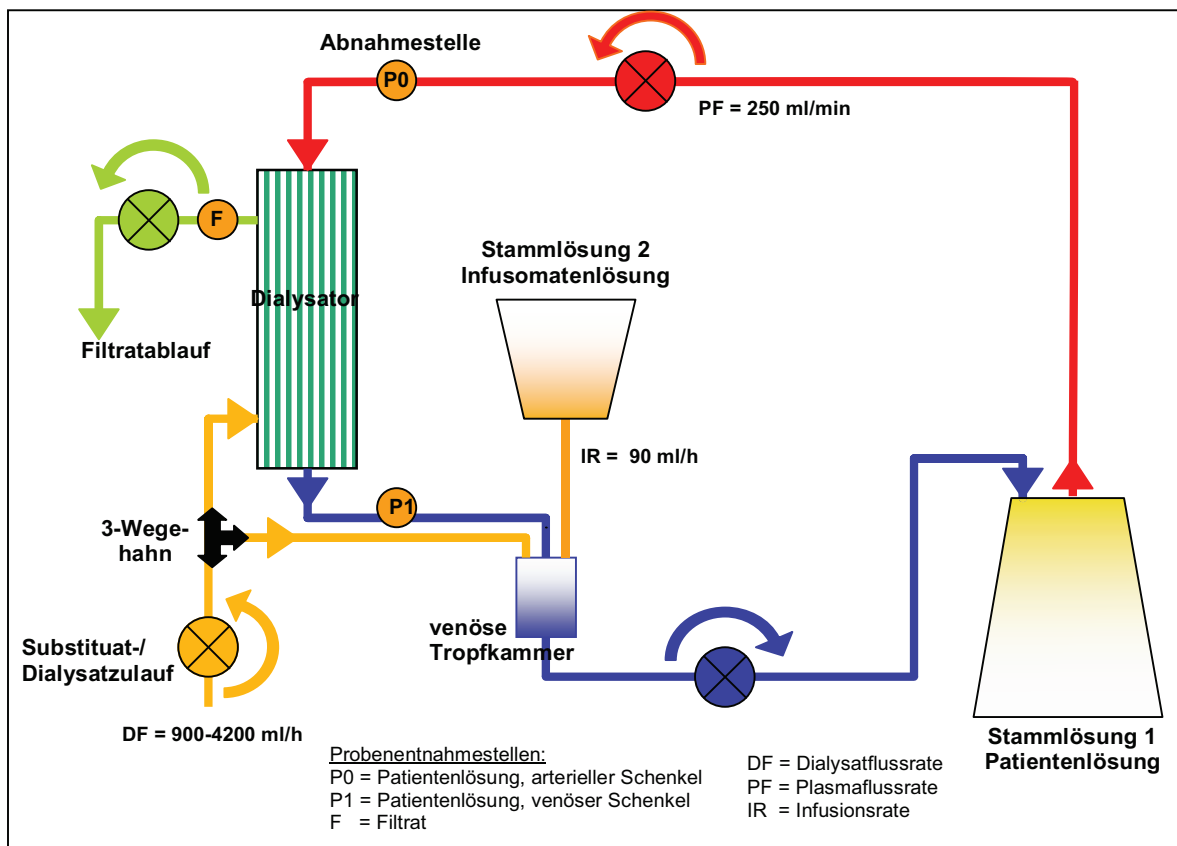 Abnahmestelle
P0
PF = 250 ml/min
F
Stammlösung 2
Infusomatenlösung
Dialysator
Filtratablauf
IR =  90 ml/h
P1
3-Wege-
hahn
venöse
Tropfkammer
Substituat-/
Dialysatzulauf
DF = 900-4200 ml/h
Stammlösung 1
Patientenlösung
Probenentnahmestellen:
P0 = Patientenlösung, arterieller Schenkel
P1 = Patientenlösung, venöser Schenkel
F   = Filtrat
DF = Dialysatflussrate
PF = Plasmaflussrate
IR = Infusionsrate